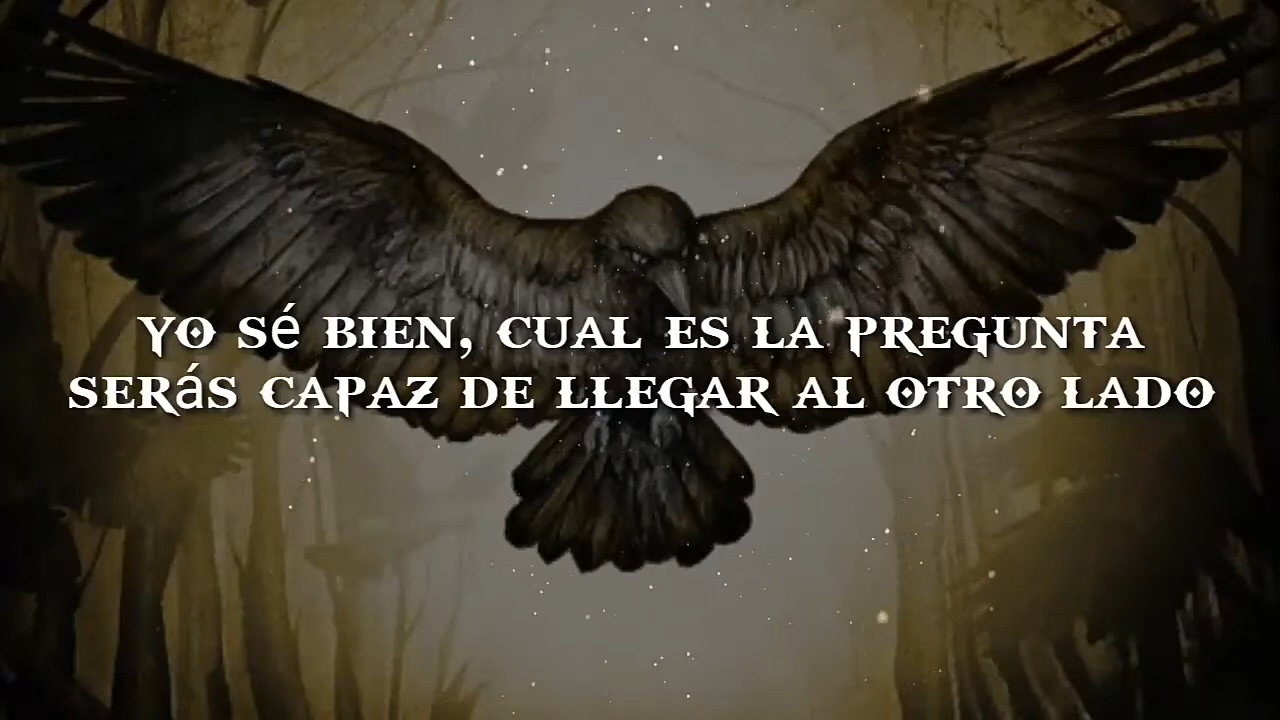 YO Sé BIEN, CUAL ES LA PREGUNTA
SERáS CAPAZ DE LLEGAR AL OTRO LADO